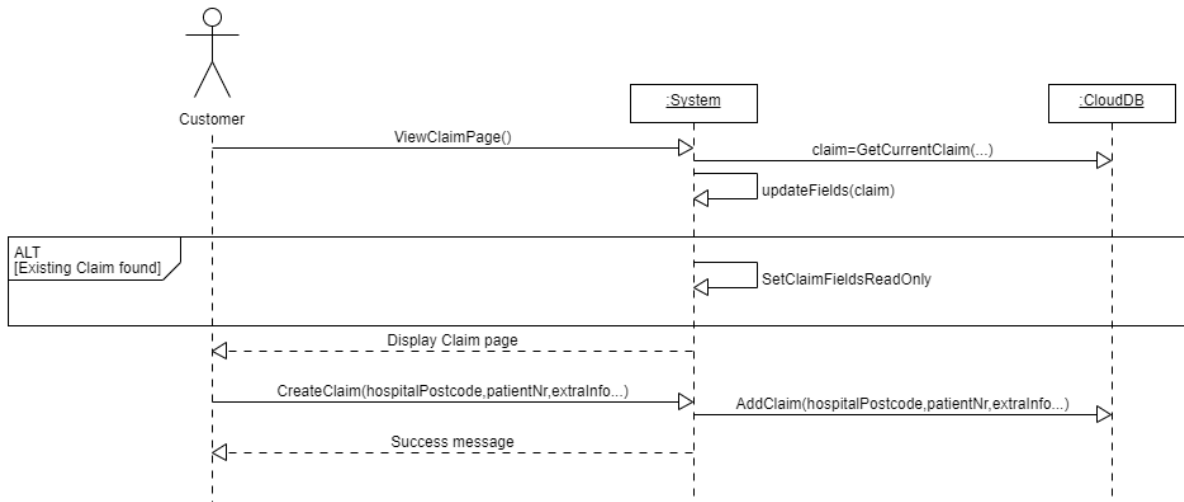 Customer
:System
:CloudDB
ViewClaimPage()
claim=GetCurrentClaim(...)
updateFields(claim)
ALT
[Existing Claim found]
SetClaimFieldsReadOnly
Display Claim page
CreateClaim(hospitalPostcode,patientNr,extraInfo...)
AddClaim(hospitalPostcode,patientNr,extraInfo...)
Success message